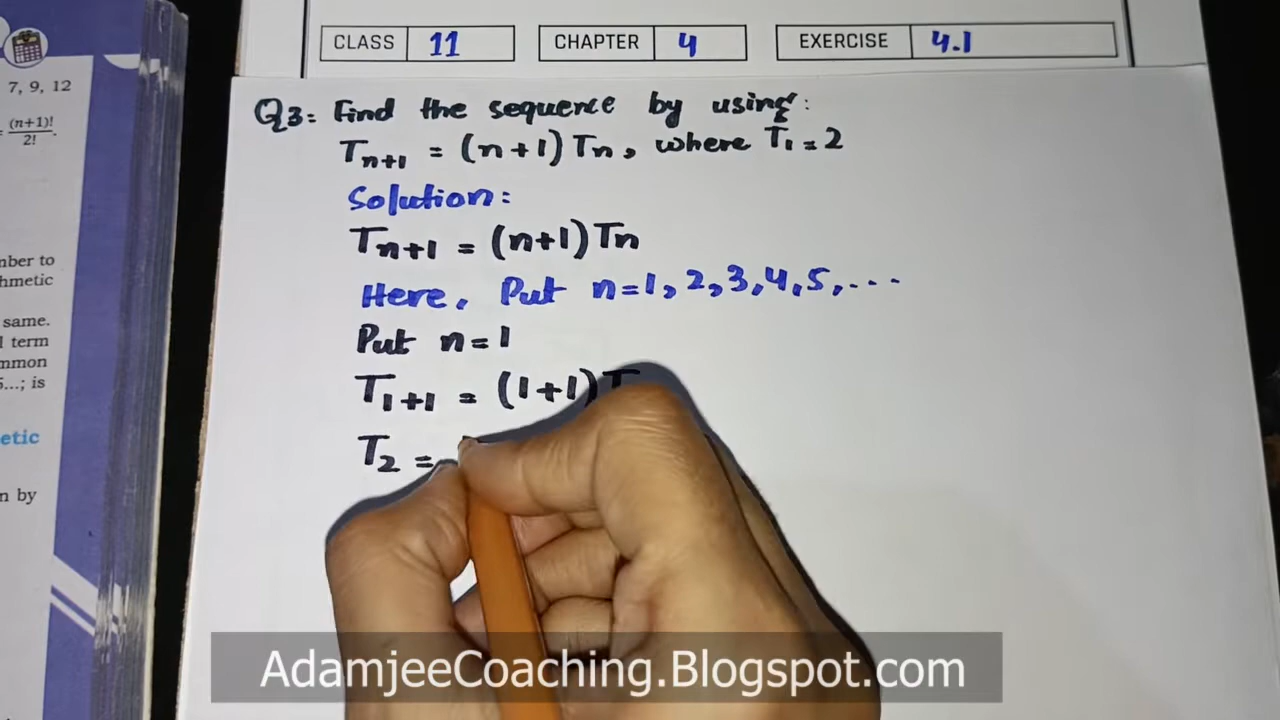 7, 9, 12
(n+1)!
2!
CLASS 11 CHAPTER 4 EXERCISE 4.1
Q3: Find the sequence by using:
Tn+1 = (n+1)Tn, where T1 = 2
Solution:
Tn+1 = (n+1)Tn
Here, Put n=1, 2, 3, 4, 5, ...
Put n=1
T1+1 = (1+1)T
T2 =
to
hmetic
same.
term
5...; is
etic
by
AdamjeeCoaching.Blogspot.com